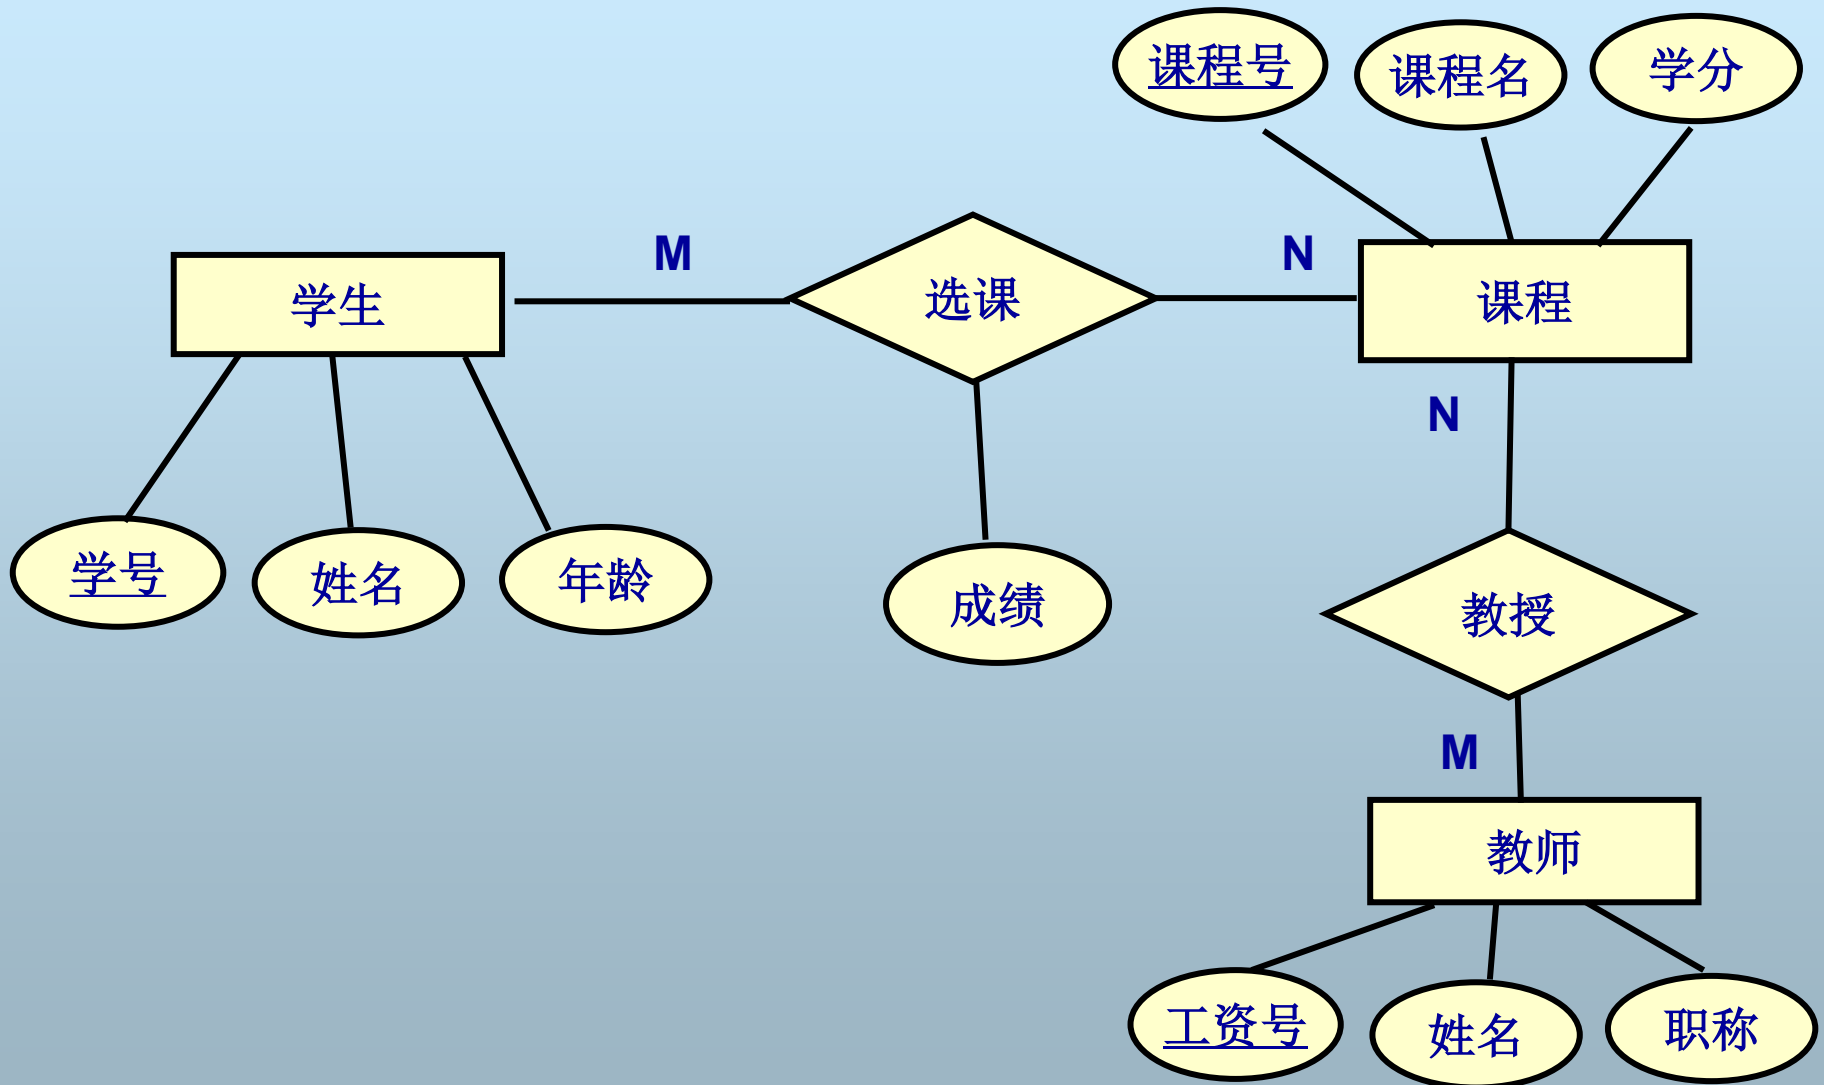 课程号
课程名
学分
M
N
学生
选课
课程
N
学号
姓名
年龄
成绩
教授
M
教师
工资号
姓名
职称